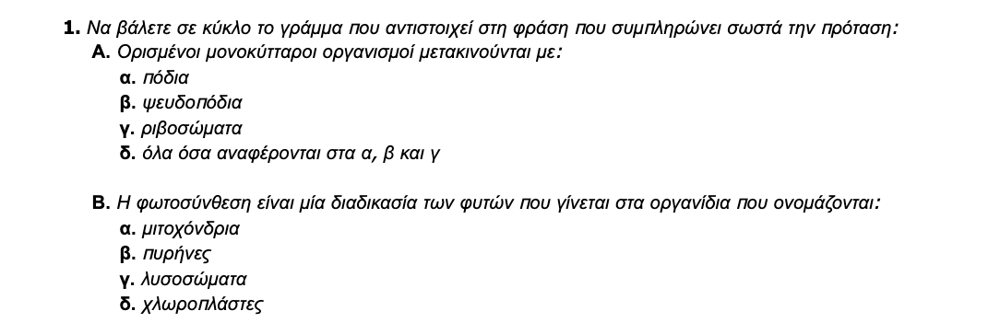 1. Να βάλετε σε κύκλο το γράμμα που αντιστοιχεί στη φράση που συμπληρώνει σωστά την πρόταση:
Α. Ορισμένοι μονοκύτταροι οργανισμοί μετακινούνται με:
α. πόδια
β. ψευδοπόδια
γ. ριβοσώματα
δ. όλα όσα αναφέρονται στα α, β και γ
Β. Η φωτοσύνθεση είναι μία διαδικασία των φυτών που γίνεται στα οργανίδια που ονομάζονται:
α. μιτοχόνδρια
β. πυρήνες
γ. λυσοσώματα
δ. χλωροπλάστες